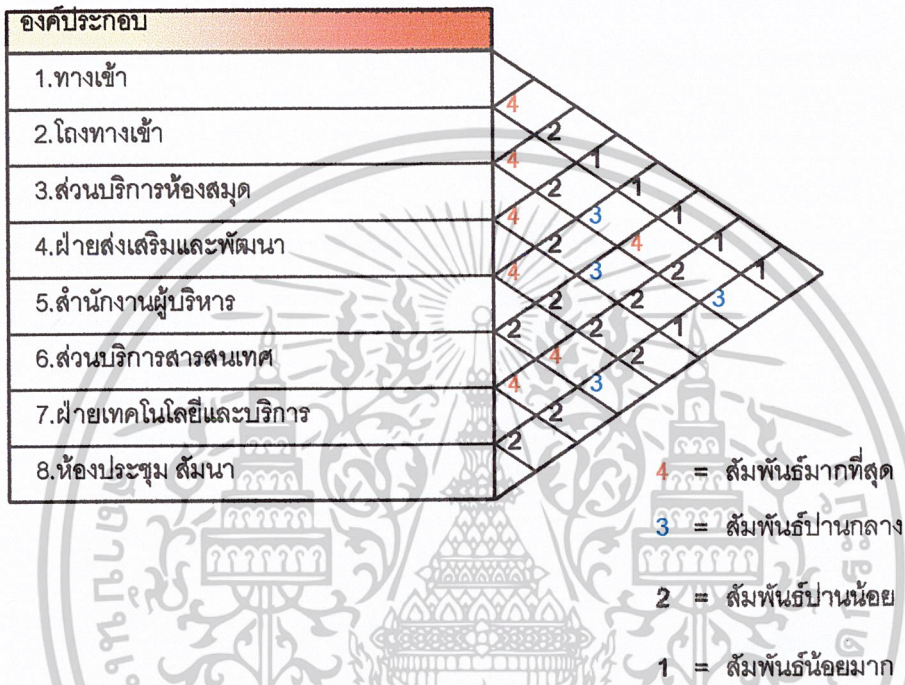 องค์ประกอบ
1.ทางเข้า
2.โถงทางเข้า
3.ส่วนบริการห้องสมุด
4.ฝ่ายส่งเสริมและพัฒนา
5.สำนักงานผู้บริหาร
6.ส่วนบริการสารสนเทศ
7.ฝ่ายเทคโนโลยีและบริการ
8.ห้องประชุม สัมนา
4
2
4 1
2 1
4 3 1
2 4 1
4 3 2 1
2 2 3
2 2 1
4 2
4 3
2
2
4 = สัมพันธ์มากที่สุด
3 = สัมพันธ์ปานกลาง
2 = สัมพันธ์ปานน้อย
1 = สัมพันธ์น้อยมาก